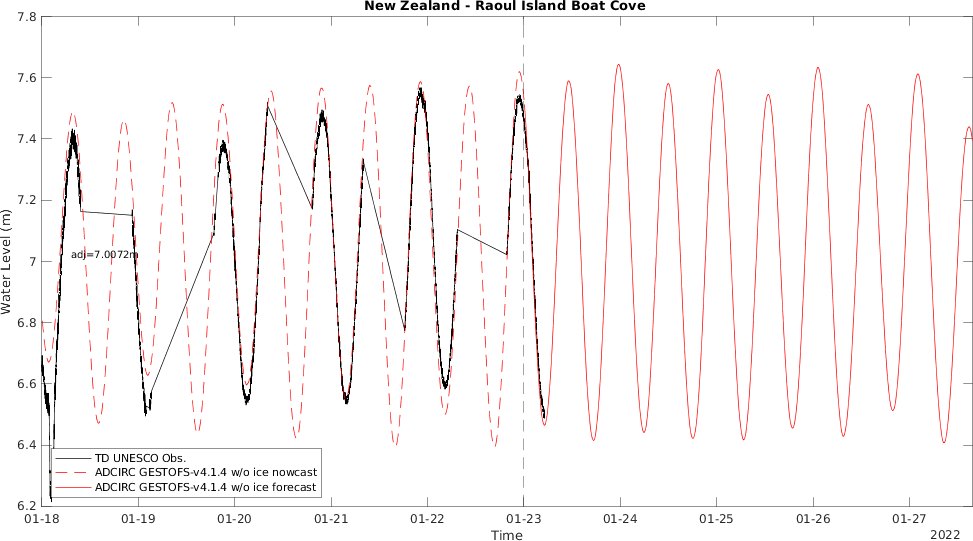 New Zealand - Raoul Island Boat Cove
Water Level (m)
7.8
7.6
7.4
7.2
7
6.8
6.6
6.4
6.2
adj=7.0072m
TD UNESCO Obs.
ADCIRC GESTOFS-v4.1.4 w/o ice nowcast
ADCIRC GESTOFS-v4.1.4 w/o ice forecast
01-18 01-19 01-20 01-21 01-22 01-23 01-24 01-25 01-26 01-27
Time
2022